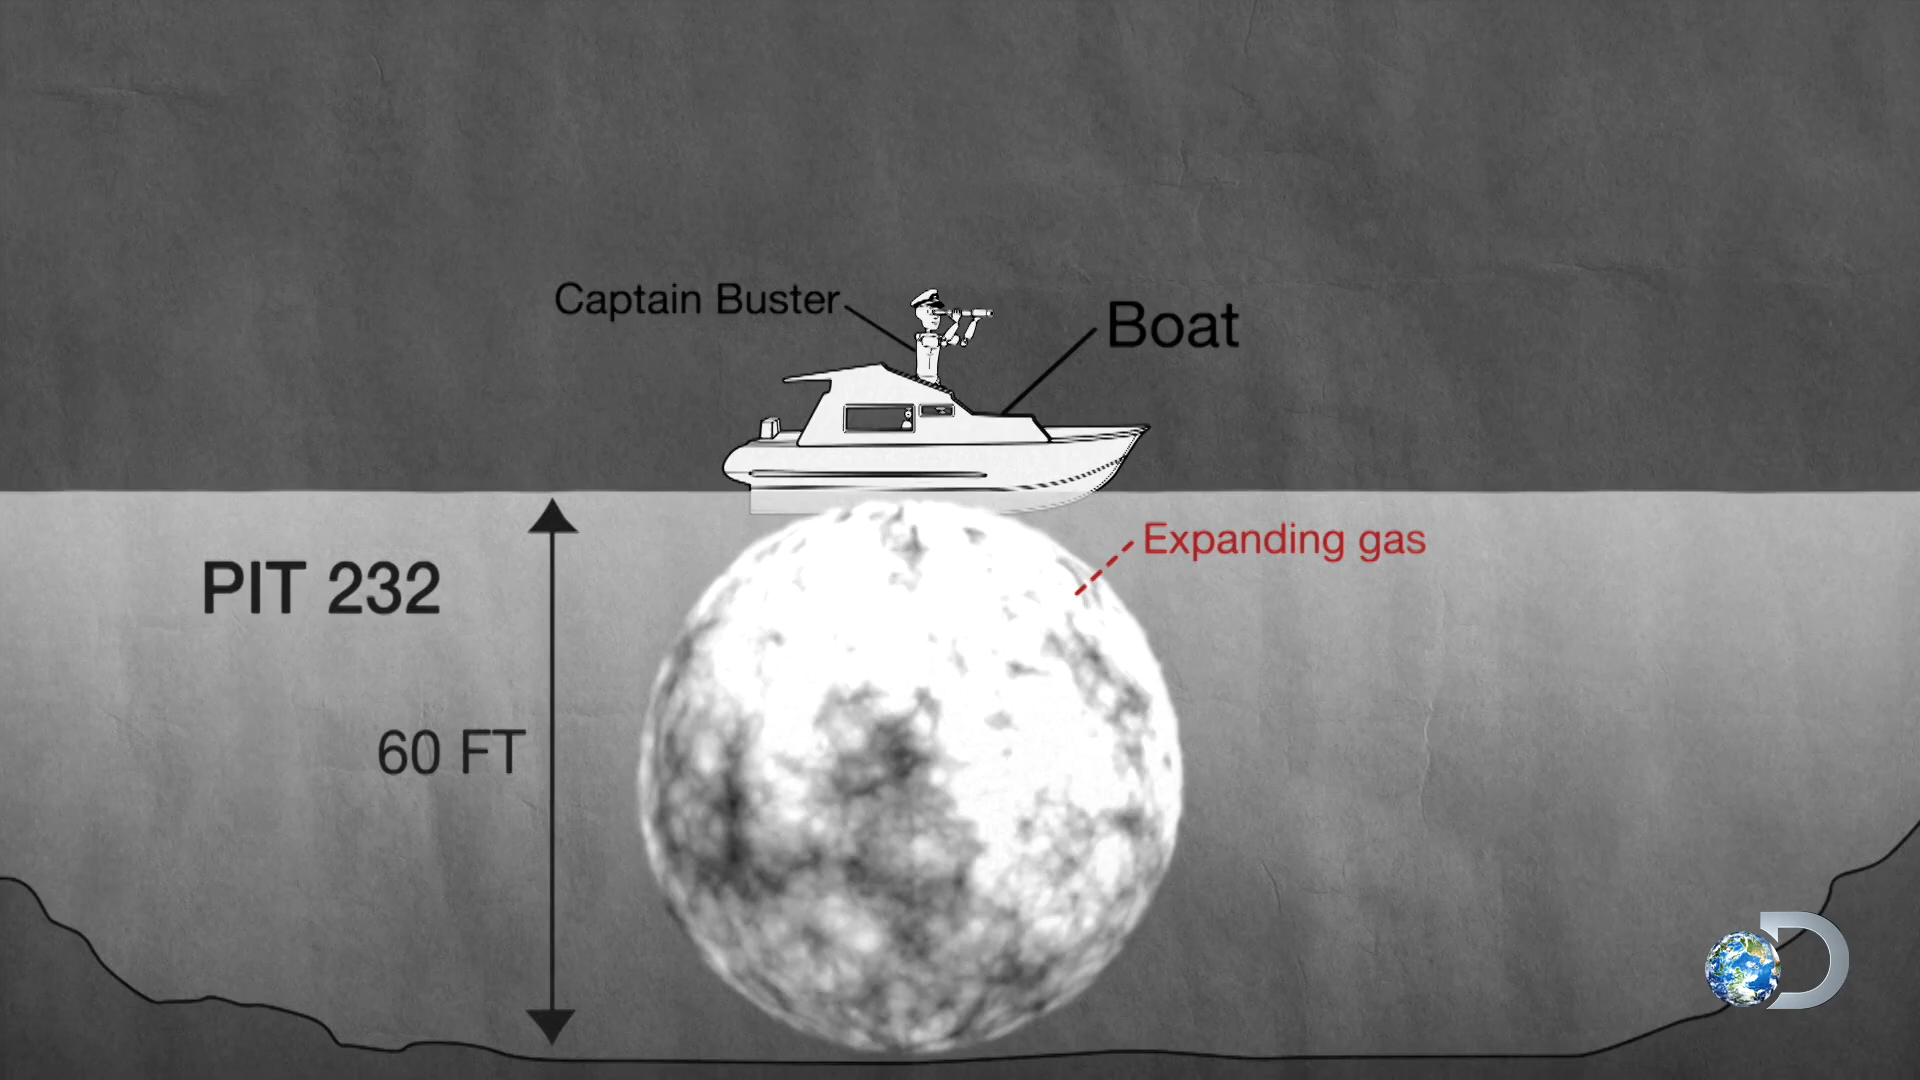 Captain Buster
Boat
Expanding gas
PIT 232
60 FT